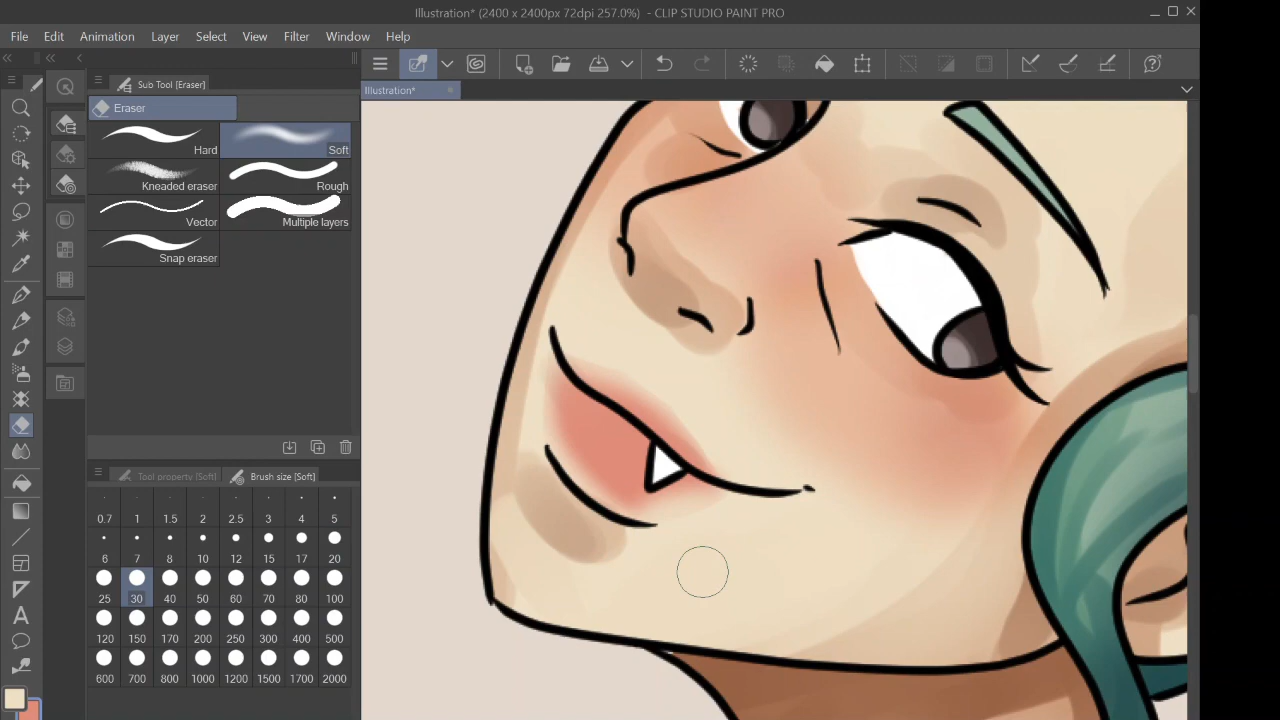 Illustration* (2400 x 2400px 72dpi 257.0%)  - CLIP STUDIO PAINT PRO
File Edit Animation Layer Select View Filter Window Help
Sub Tool [Eraser]
Illustration*
Eraser
Hard Soft
Kneaded eraser Rough
Vector Multiple layers
Snap eraser
Tool property [Soft] Brush size [Soft]
0.7 1 1.5 2 2.5 3 4 5
6 7 8 10 12 15 17 20
25 30 40 50 60 70 80 100
120 150 170 200 250 300 400 500
600 700 800 1000 1200 1500 1700 2000